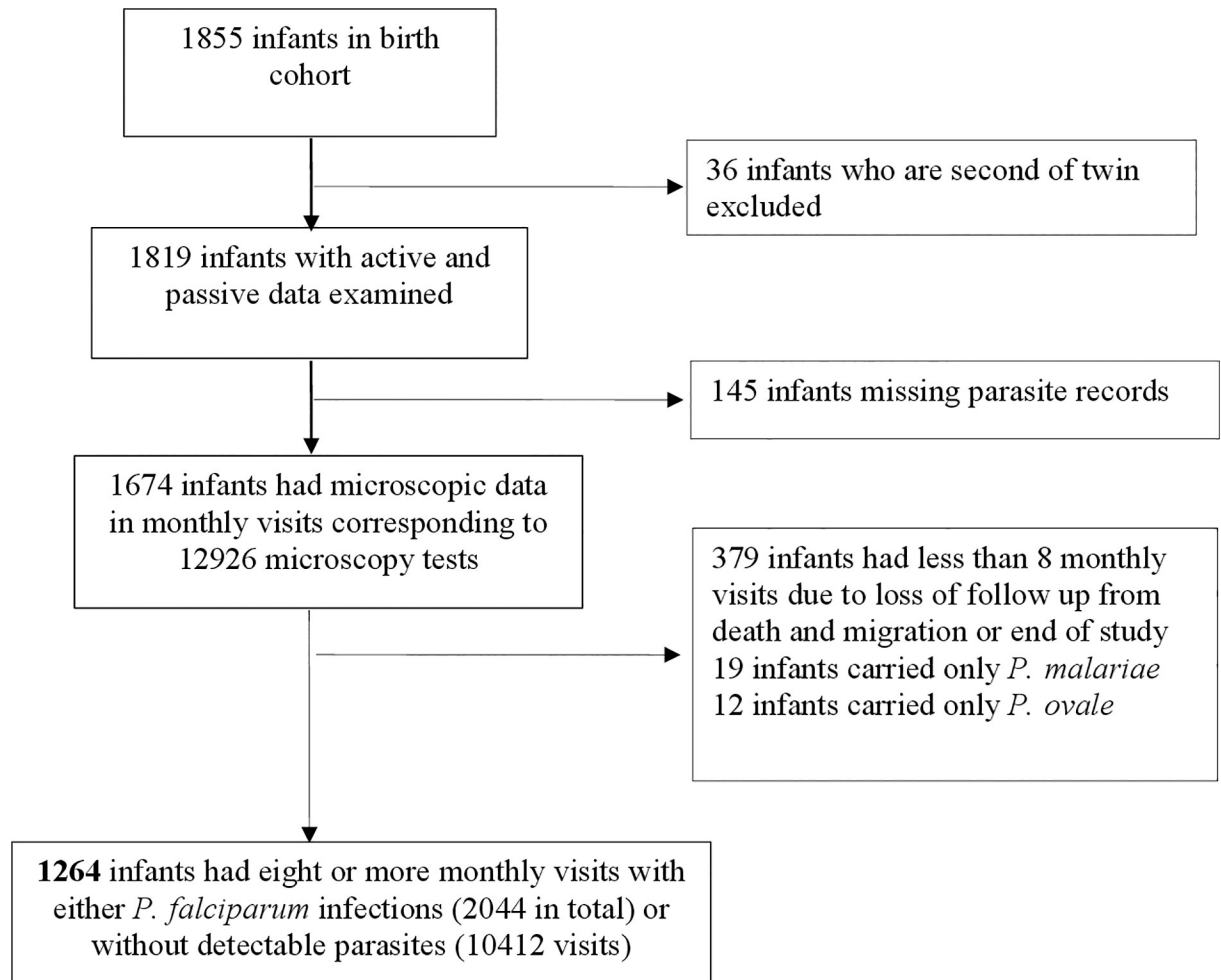 1855 infants in birth
cohort
36 infants who are second of twin
excluded
1819 infants with active and
passive data examined
145 infants missing parasite records
1674 infants had microscopic data
in monthly visits corresponding to
12926 microscopy tests
379 infants had less than 8 monthly
visits due to loss of follow up from
death and migration or end of study
19 infants carried only P. malariae
12 infants carried only P. ovale
1264 infants had eight or more monthly visits with
either P. falciparum infections (2044 in total) or
without detectable parasites (10412 visits)